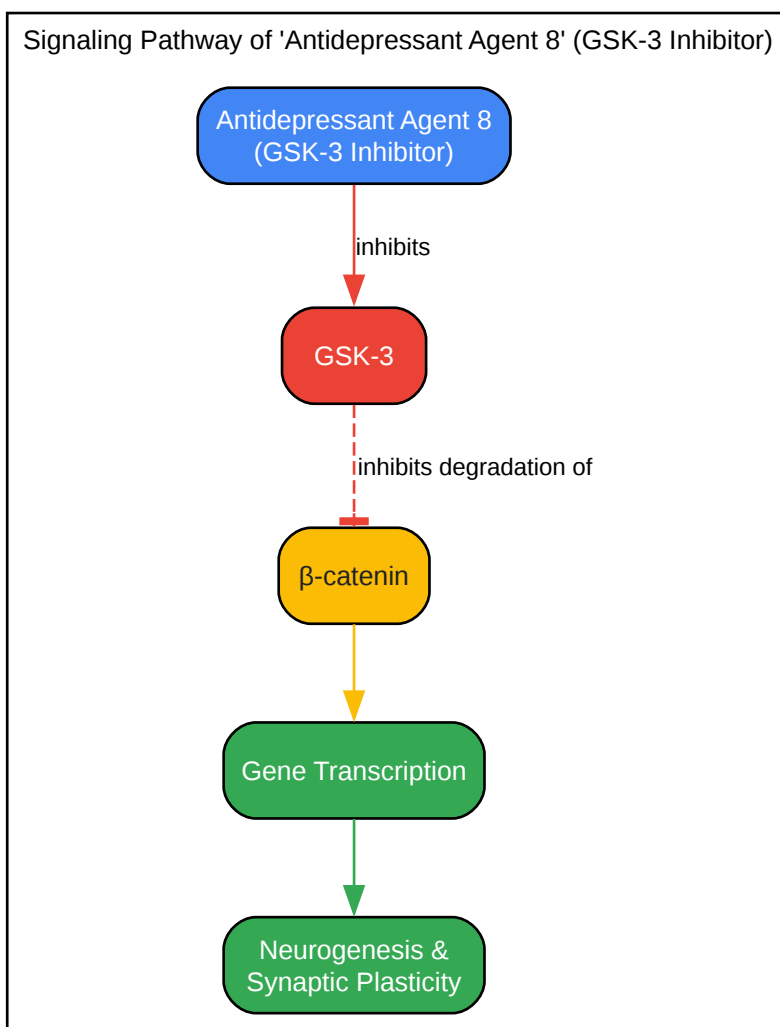 Signaling Pathway of 'Antidepressant Agent 8' (GSK-3 Inhibitor)
Antidepressant Agent 8
(GSK-3 Inhibitor)
inhibits
GSK-3
inhibits degradation of
β-catenin
Gene Transcription
Neurogenesis &
Synaptic Plasticity